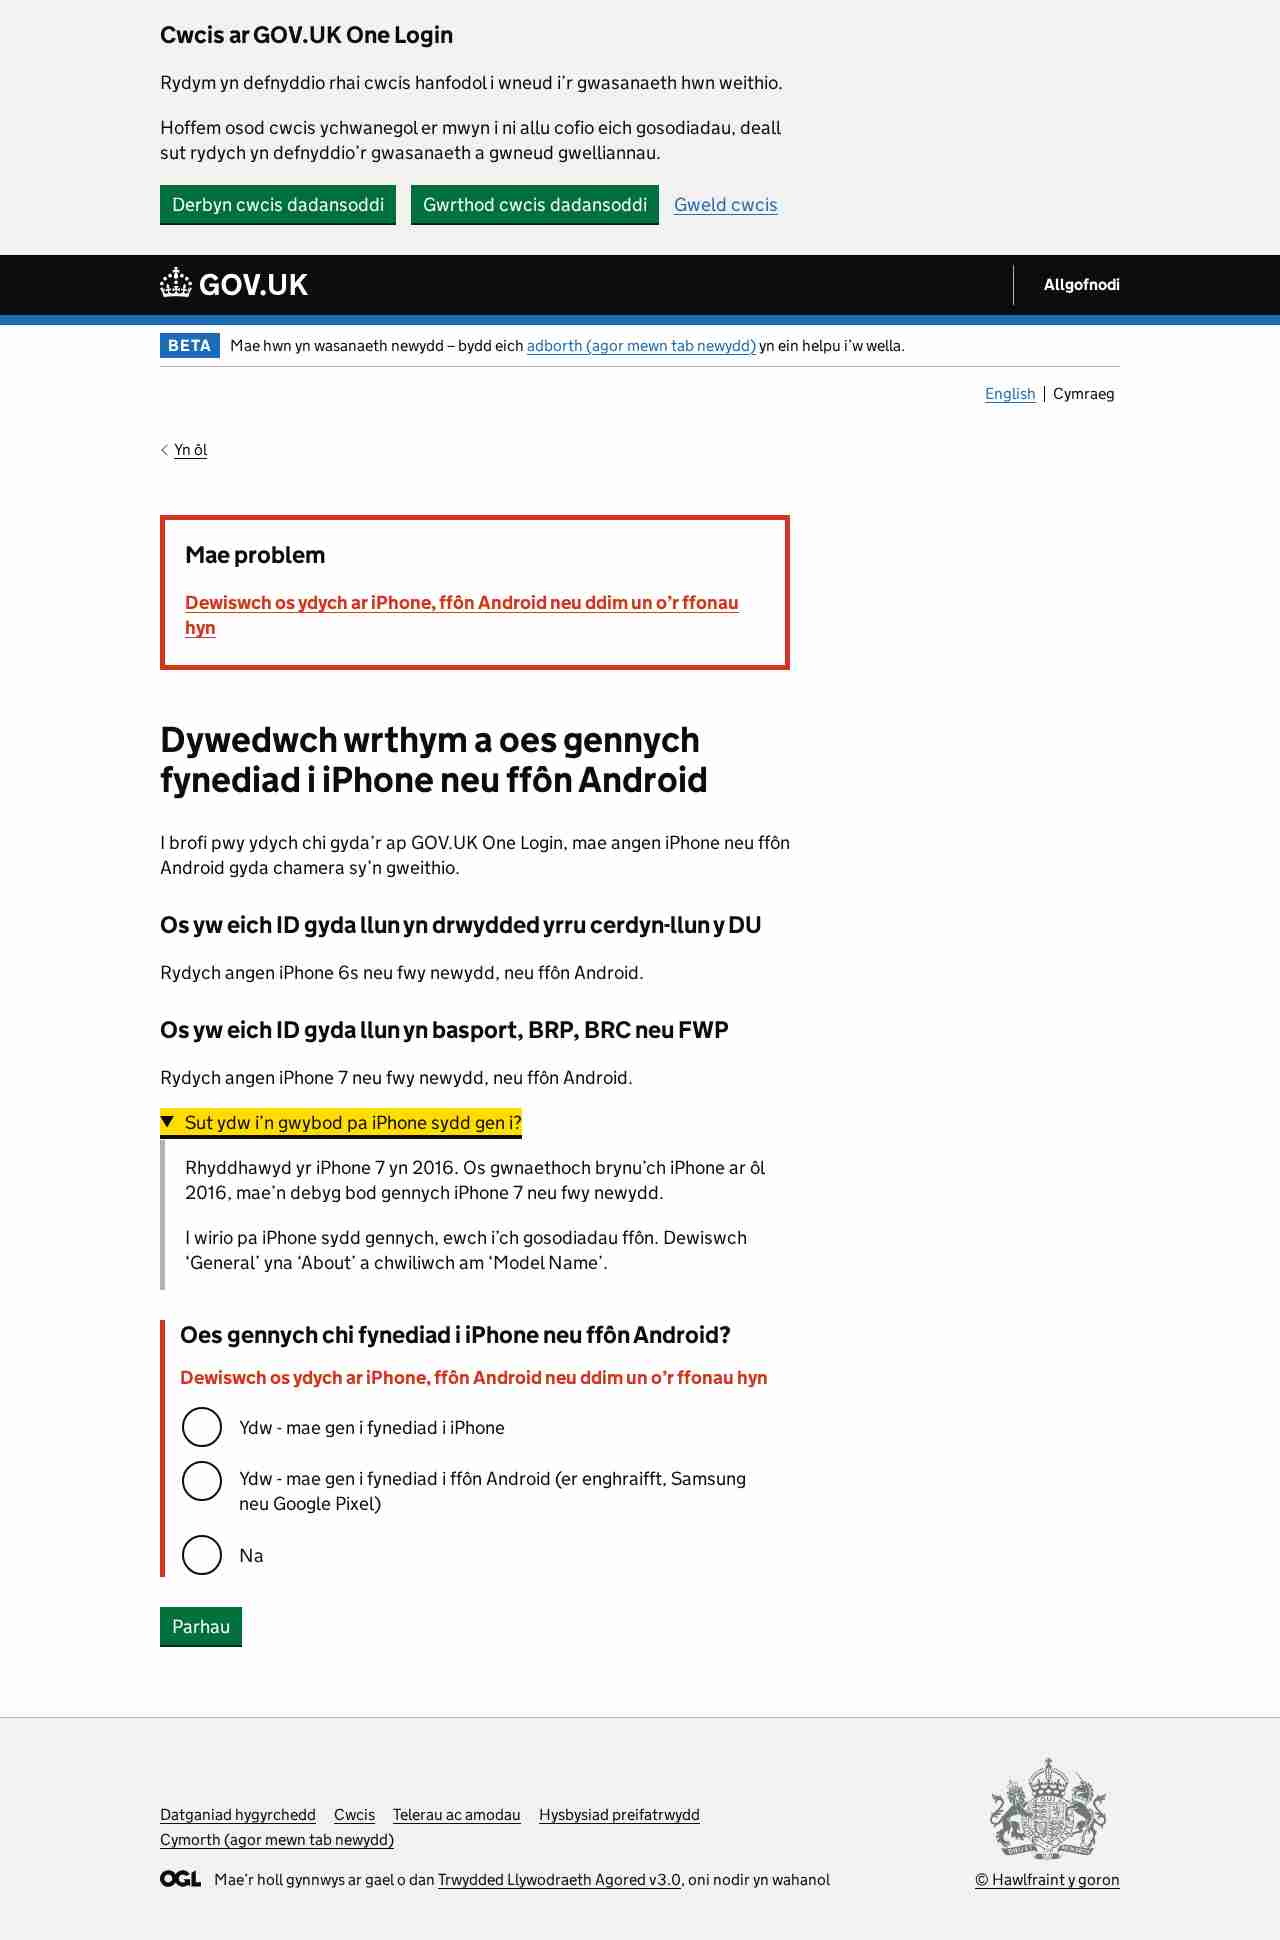 Cwcis ar GOV.UK One Login
Rydym yn defnyddio rhai cwcis hanfodol i wneud i’r gwasanaeth hwn weithio.
Hoffem osod cwcis ychwanegol er mwyn i ni allu cofio eich gosodiadau, deall
sut rydych yn defnyddio’r gwasanaeth a gwneud gwelliannau.
Derbyn cwcis dadansoddi Gwrthod cwcis dadansoddi Gweld cwcis
GOV.UK Allgofnodi
BETA Mae hwn yn wasanaeth newydd – bydd eich adborth (agor mewn tab newydd) yn ein helpu i’w wella.
English Cymraeg
Yn ôl
Mae problem
Dewiswch os ydych ar iPhone, ffôn Android neu ddim un o’r ffonau
hyn
Dywedwch wrthym a oes gennych
fynediad i iPhone neu ffôn Android
I brofi pwy ydych chi gyda’r ap GOV.UK One Login, mae angen iPhone neu ffôn
Android gyda chamera sy’n gweithio.
Os yw eich ID gyda llun yn drwydded yrru cerdyn-llun y DU
Rydych angen iPhone 6s neu fwy newydd, neu ffôn Android.
Os yw eich ID gyda llun yn basport, BRP, BRC neu FWP
Rydych angen iPhone 7 neu fwy newydd, neu ffôn Android.
Sut ydw i’n gwybod pa iPhone sydd gen i?
Rhyddhawyd yr iPhone 7 yn 2016. Os gwnaethoch brynu’ch iPhone ar ôl
2016, mae’n debyg bod gennych iPhone 7 neu fwy newydd.
I wirio pa iPhone sydd gennych, ewch i’ch gosodiadau ffôn. Dewiswch
‘General’ yna ‘About’ a chwiliwch am ‘Model Name’.
Oes gennych chi fynediad i iPhone neu ffôn Android?
Dewiswch os ydych ar iPhone, ffôn Android neu ddim un o’r ffonau hyn
Ydw - mae gen i fynediad i iPhone
Ydw - mae gen i fynediad i ffôn Android (er enghraifft, Samsung
neu Google Pixel)
Na
Parhau
Datganiad hygyrchedd Cwcis Telerau ac amodau Hysbysiad preifatrwydd
Cymorth (agor mewn tab newydd)
OGL Mae’r holl gynnwys ar gael o dan Trwydded Llywodraeth Agored v3.0, oni nodir yn wahanol
© Hawlfraint y goron